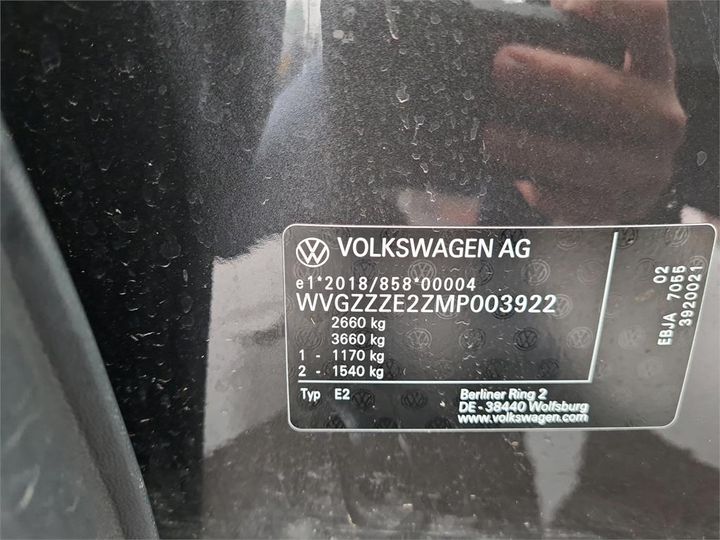 VOLKSWAGEN AG
e1*2018/858*00004
WVGZZZE2ZMP003922
2660 kg
3660 kg
1 - 1170 kg
2 - 1540 kg
Typ E2
Berliner Ring 2
DE - 38440 Wolfsburg
www.volkswagen.com
02
EBJA 7055
3920021